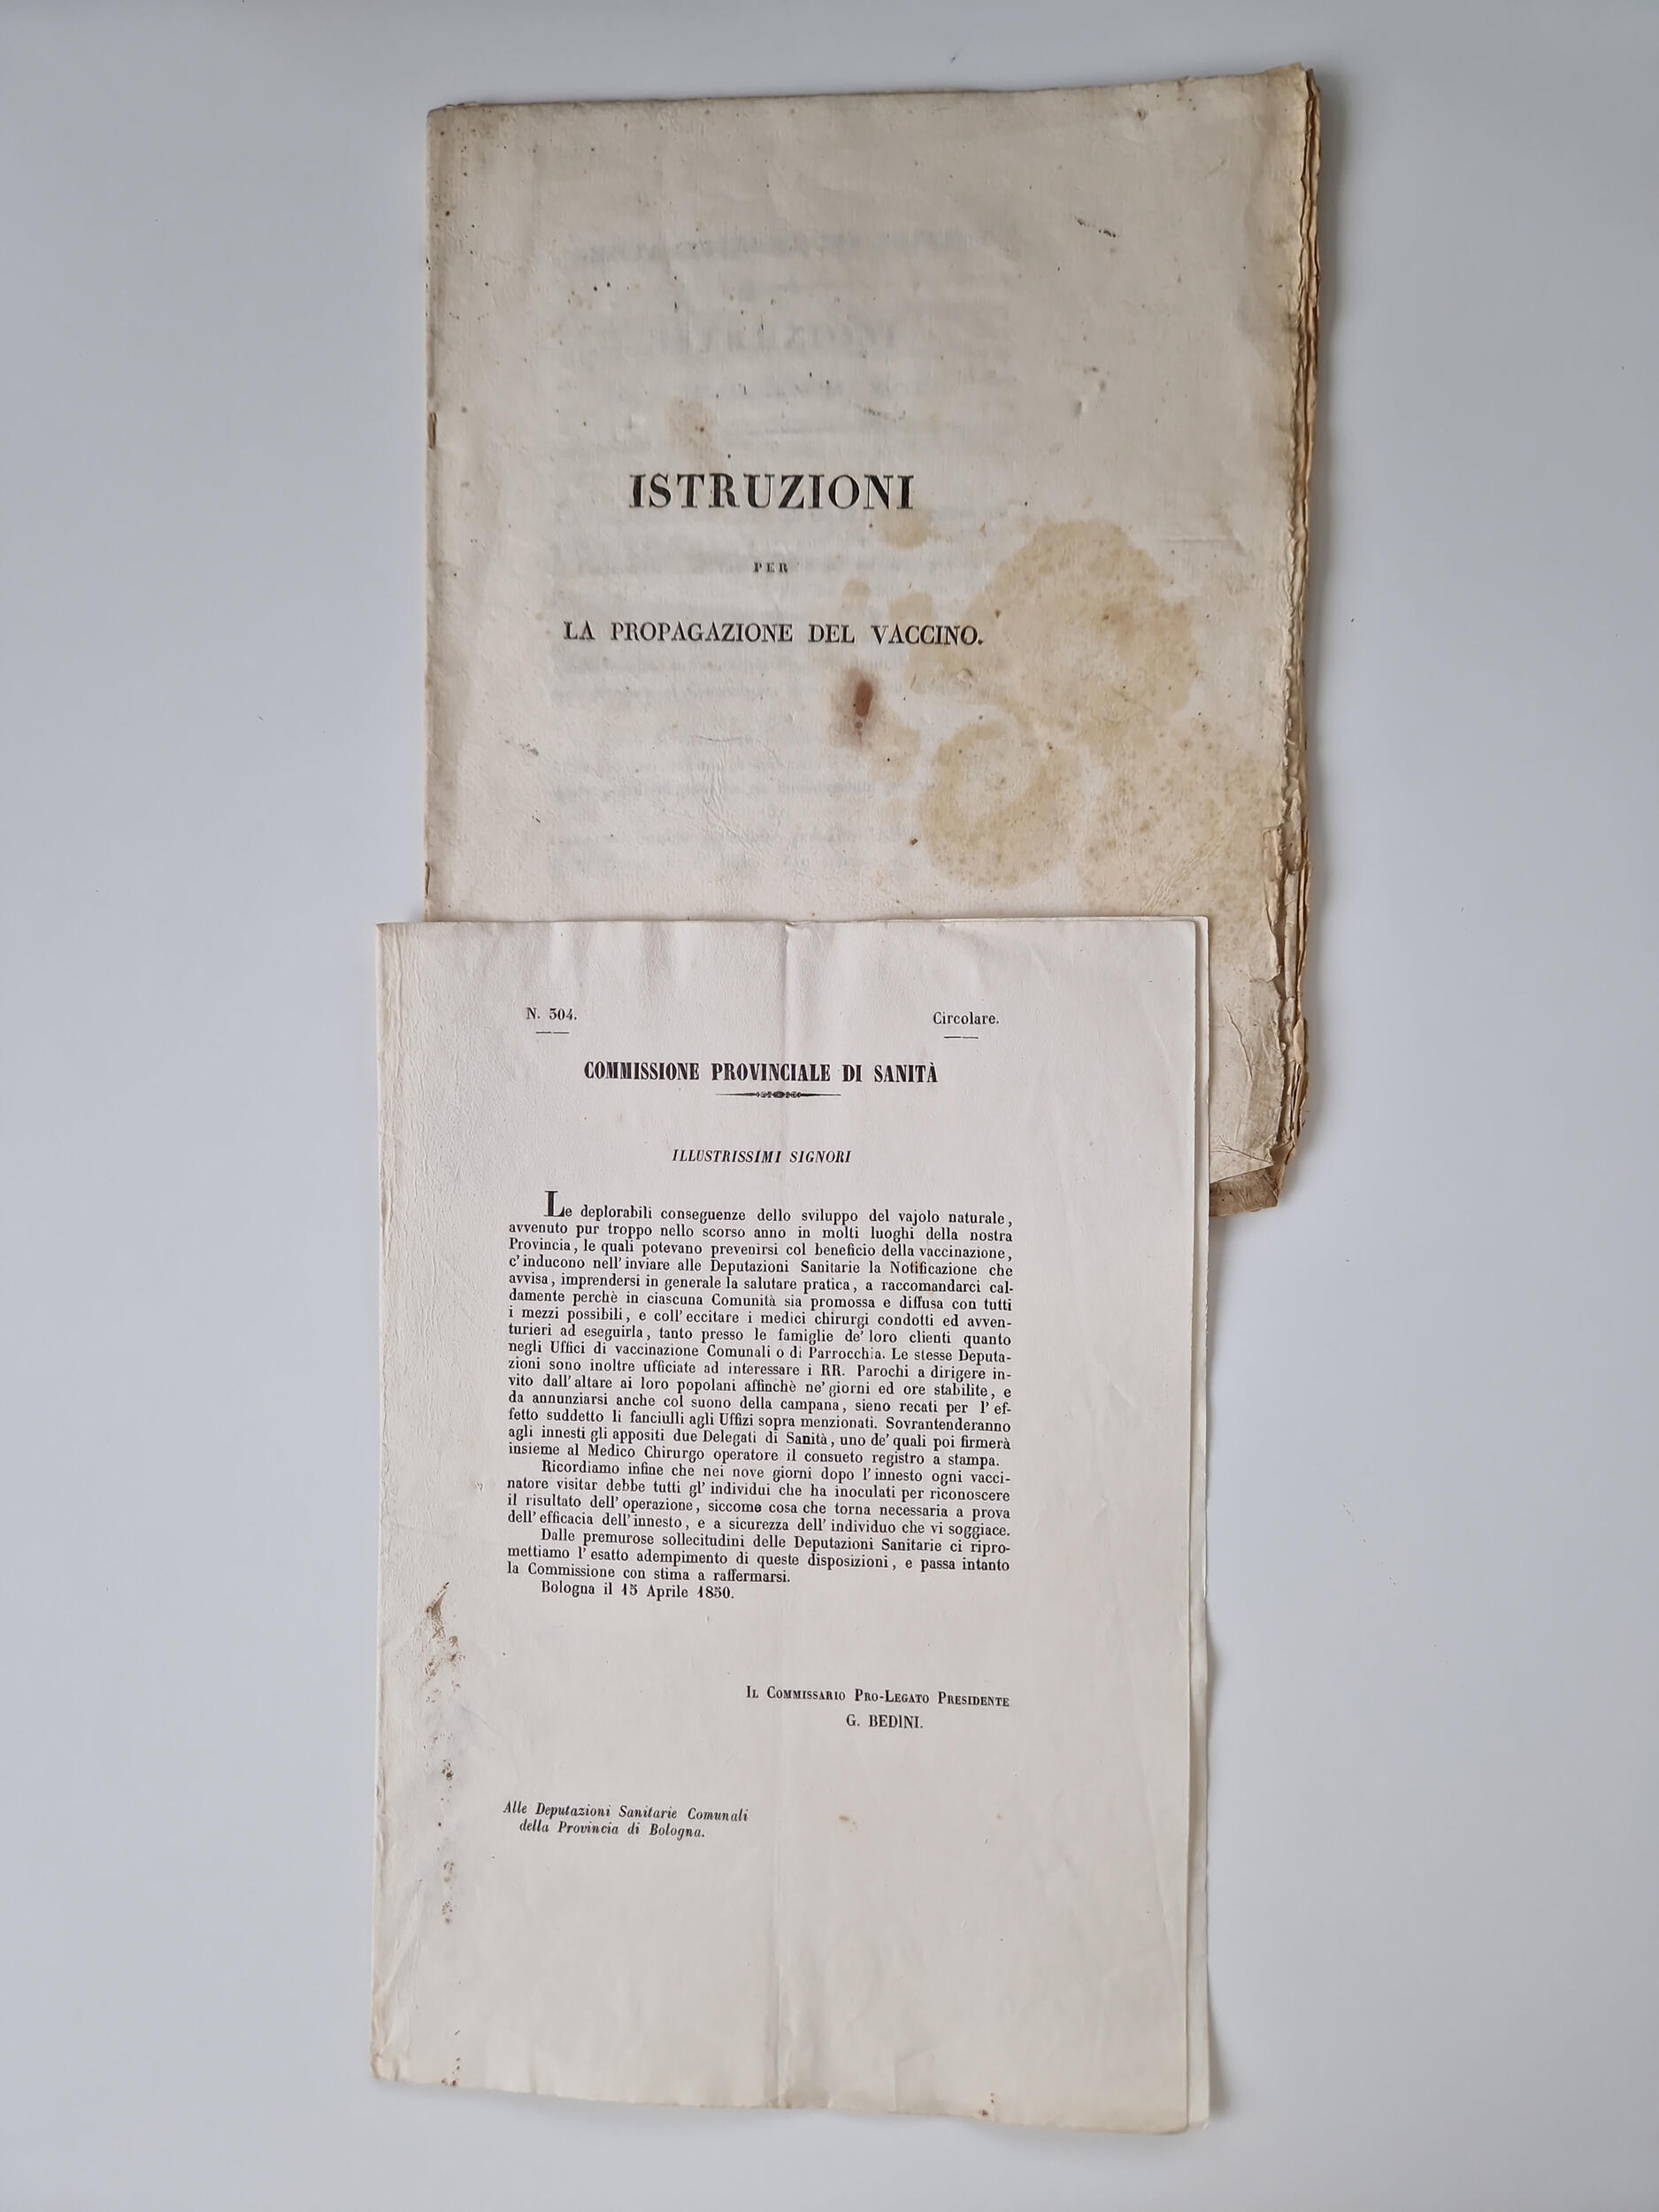 ISTRUZIONI
PER
LA PROPAGAZIONE DEL VACCINO.
N. 304.
Circolare.
COMMISSIONE PROVINCIALE DI SANITÀ
ILLUSTRISSIMI SIGNORI
Le deplorabili conseguenze dello sviluppo del vajolo naturale,
avvenuto pur troppo nello scorso anno in molti luoghi della nostra
Provincia, le quali potevano prevenirsi col beneficio della vaccinazione,
c'inducono nell'inviare alle Deputazioni Sanitarie la Notificazione che
avvisa, imprendersi in generale la salutare pratica, a raccomandarci cal-
damente perchè in ciascuna Comunità sia promossa e diffusa con tutti
i mezzi possibili, e coll'eccitare i medici chirurgi condotti ed avven-
turieri ad eseguirla, tanto presso le famiglie de' loro clienti quanto
negli Uffici di vaccinazione Comunali o di Parrocchia. Le stesse Deputa-
zioni sono inoltre ufficiate ad interessare i RR. Parochi a dirigere in-
vito dall'altare ai loro popolani affinchè ne' giorni ed ore stabilite, e
da annunziarsi anche col suono della campana, sieno recati per l'ef-
fetto suddetto li fanciulli agli Uffizi sopra menzionati. Sovrantenderanno
agli innesti gli appositi due Delegati di Sanità, uno de' quali poi firmerà
insieme al Medico Chirurgo operatore il consueto registro a stampa.
Ricordiamo infine che nei nove giorni dopo l'innesto ogni vacci-
natore visitar debbe tutti gl'individui che ha inoculati per riconoscere
il risultato dell'operazione, siccome cosa che torna necessaria a prova
dell'efficacia dell'innesto, e a sicurezza dell'individuo che vi soggiace.
Dalle premurose sollecitudini delle Deputazioni Sanitarie ci ripro-
mettiamo l'esatto adempimento di queste disposizioni, e passa intanto
la Commissione con stima a raffermarsi.
Bologna il 15 Aprile 1850.
IL COMMISSARIO PRO-LEGATO PRESIDENTE
G. BEDINI.
Alle Deputazioni Sanitarie Comunali
della Provincia di Bologna.